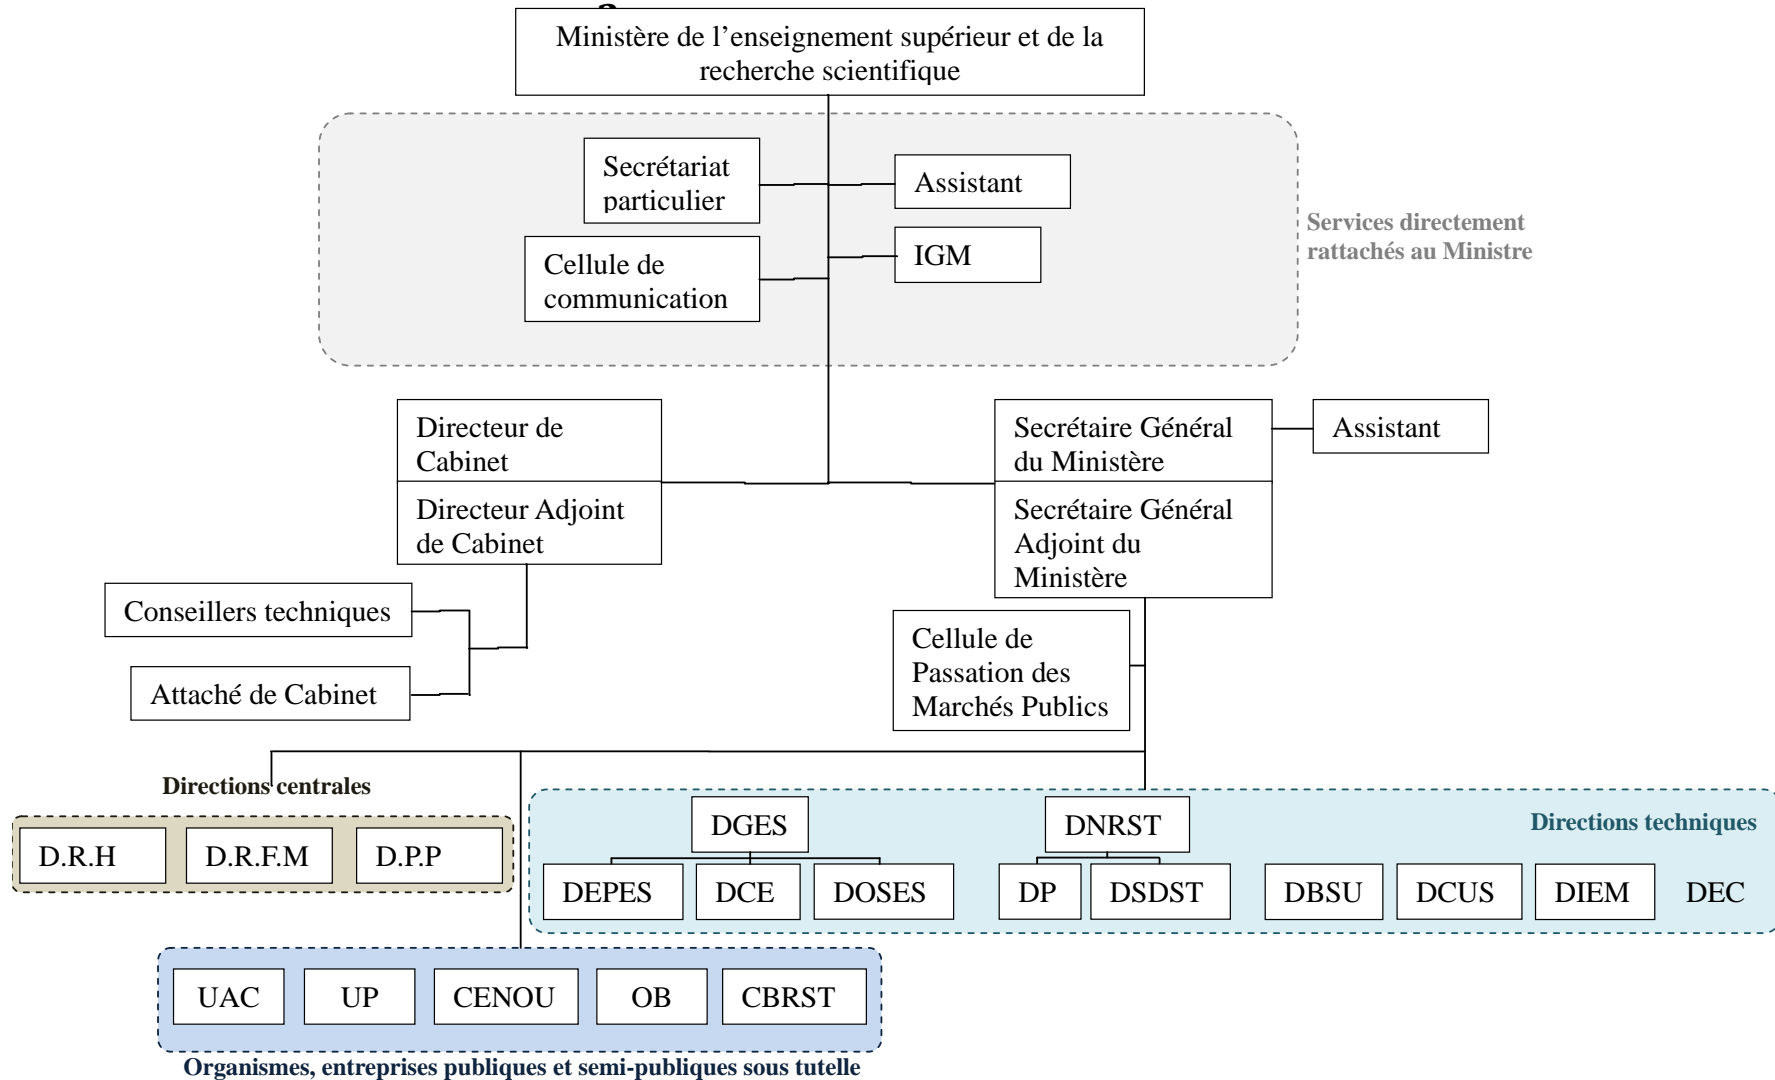 Ministère de l’enseignement supérieur et de la
recherche scientifique
Secrétariat
particulier
Assistant
Cellule de
communication
IGM
Services directement
rattachés au Ministre
Directeur de
Cabinet
Directeur Adjoint
de Cabinet
Secrétaire Général
du Ministère
Assistant
Secrétaire Général
Adjoint du
Ministère
Conseillers techniques
Attaché de Cabinet
Cellule de
Passation des
Marchés Publics
Directions centrales
D.R.H
D.R.F.M
D.P.P
Directions techniques
DGES
DNRST
DEPES
DCE
DOSES
DP
DSDST
DBSU
DCUS
DIEM
DEC
UAC
UP
CENOU
OB
CBRST
Organismes, entreprises publiques et semi-publiques sous tutelle